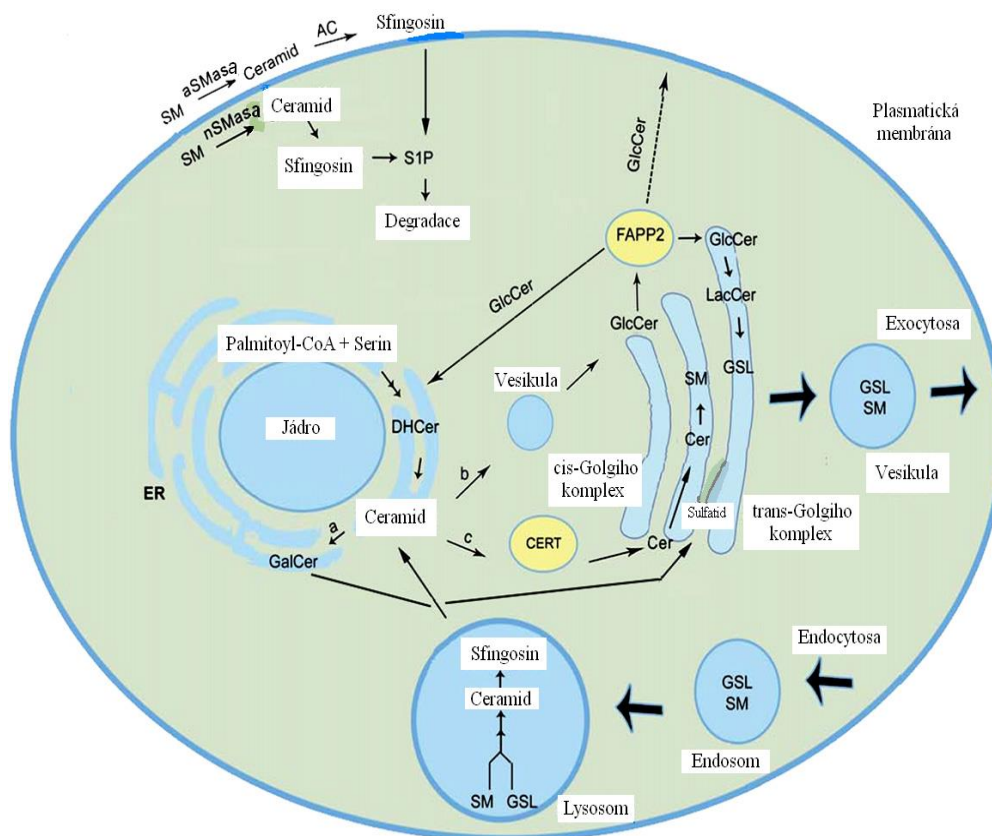 Sfingosin
AC
Ceramid
aSMasa
SM
nSMasa
SM
Ceramid
Sfingosin
S1P
Degradace
Plasmatická
membrána
GlcCer
FAPP2
GlcCer
LacCer
GSL
GlcCer
GlcCer
Palmitoyl-CoA + Serin
DHCer
Jádro
ER
Ceramid
a
GalCer
b
c
Vesikula
CERT
cis-Golgiho
komplex
Cer
SM
Cer
Sulfatid
trans-Golgiho
komplex
Exocytosa
GSL
SM
Vesikula
Endocytosa
GSL
SM
Endosom
Sfingosin
Ceramid
SM
GSL
Lysosom